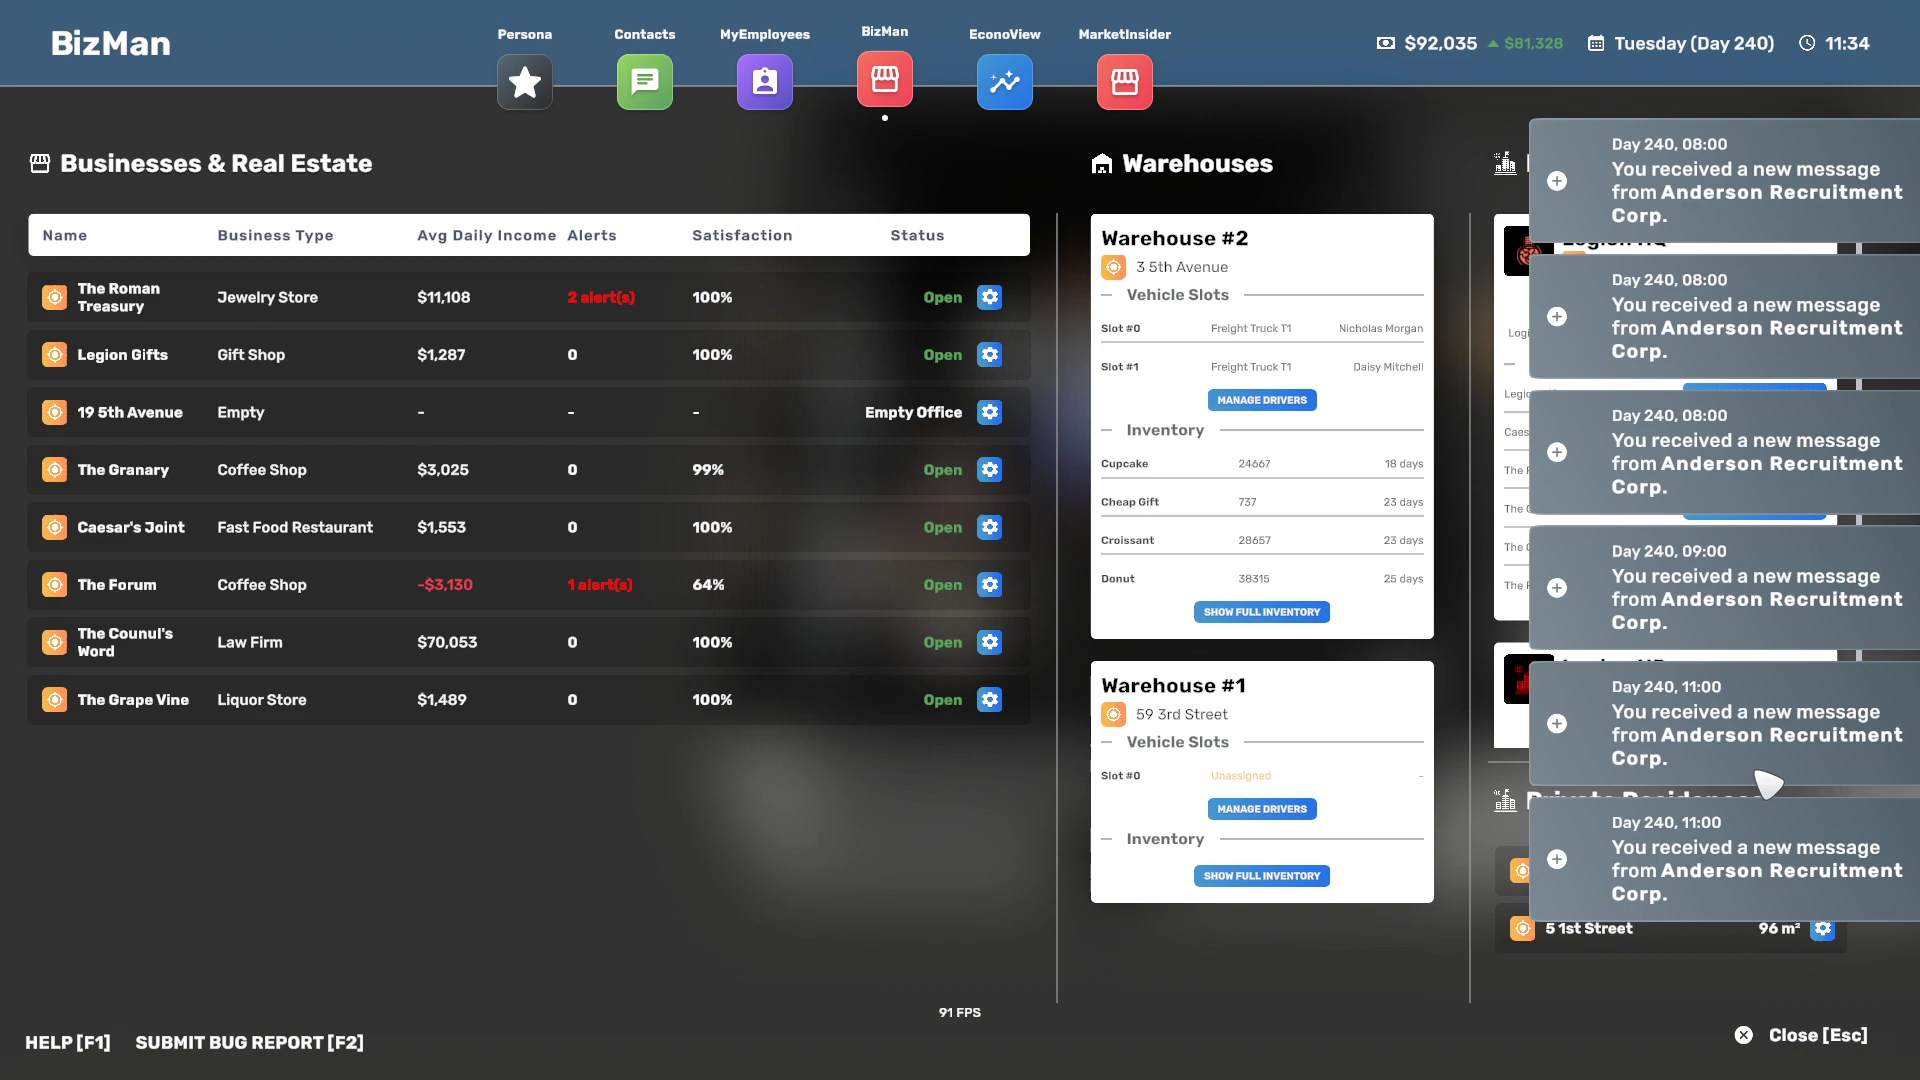 BizMan
Persona
Contacts
MyEmployees
BizMan
EconoView
MarketInsider
$92,035
$81,328
Tuesday (Day 240)
11:34
Businesses & Real Estate
Name Business Type Avg Daily Income Alerts Satisfaction Status
The Roman Treasury Jewelry Store $11,108 2 alert(s) 100% Open
Legion Gifts Gift Shop $1,287 0 100% Open
19 5th Avenue Empty - - - Empty Office
The Granary Coffee Shop $3,025 0 99% Open
Caesar's Joint Fast Food Restaurant $1,553 0 100% Open
The Forum Coffee Shop -$3,130 1 alert(s) 64% Open
The Counul's Word Law Firm $70,053 0 100% Open
The Grape Vine Liquor Store $1,489 0 100% Open
Warehouses
Warehouse #2
3 5th Avenue
Vehicle Slots
Slot #0 Freight Truck T1 Nicholas Morgan
Slot #1 Freight Truck T1 Daisy Mitchell
MANAGE DRIVERS
Inventory
Cupcake 24667 18 days
Cheap Gift 737 23 days
Croissant 28657 23 days
Donut 38315 25 days
SHOW FULL INVENTORY
Warehouse #1
59 3rd Street
Vehicle Slots
Slot #0 Unassigned -
MANAGE DRIVERS
Inventory
SHOW FULL INVENTORY
Day 240, 08:00
You received a new message
from Anderson Recruitment
Corp.
Day 240, 08:00
You received a new message
from Anderson Recruitment
Corp.
Day 240, 08:00
You received a new message
from Anderson Recruitment
Corp.
Day 240, 09:00
You received a new message
from Anderson Recruitment
Corp.
Day 240, 11:00
You received a new message
from Anderson Recruitment
Corp.
Day 240, 11:00
You received a new message
from Anderson Recruitment
Corp.
5 1st Street 96 m²
91 FPS
HELP [F1]
SUBMIT BUG REPORT [F2]
Close [Esc]